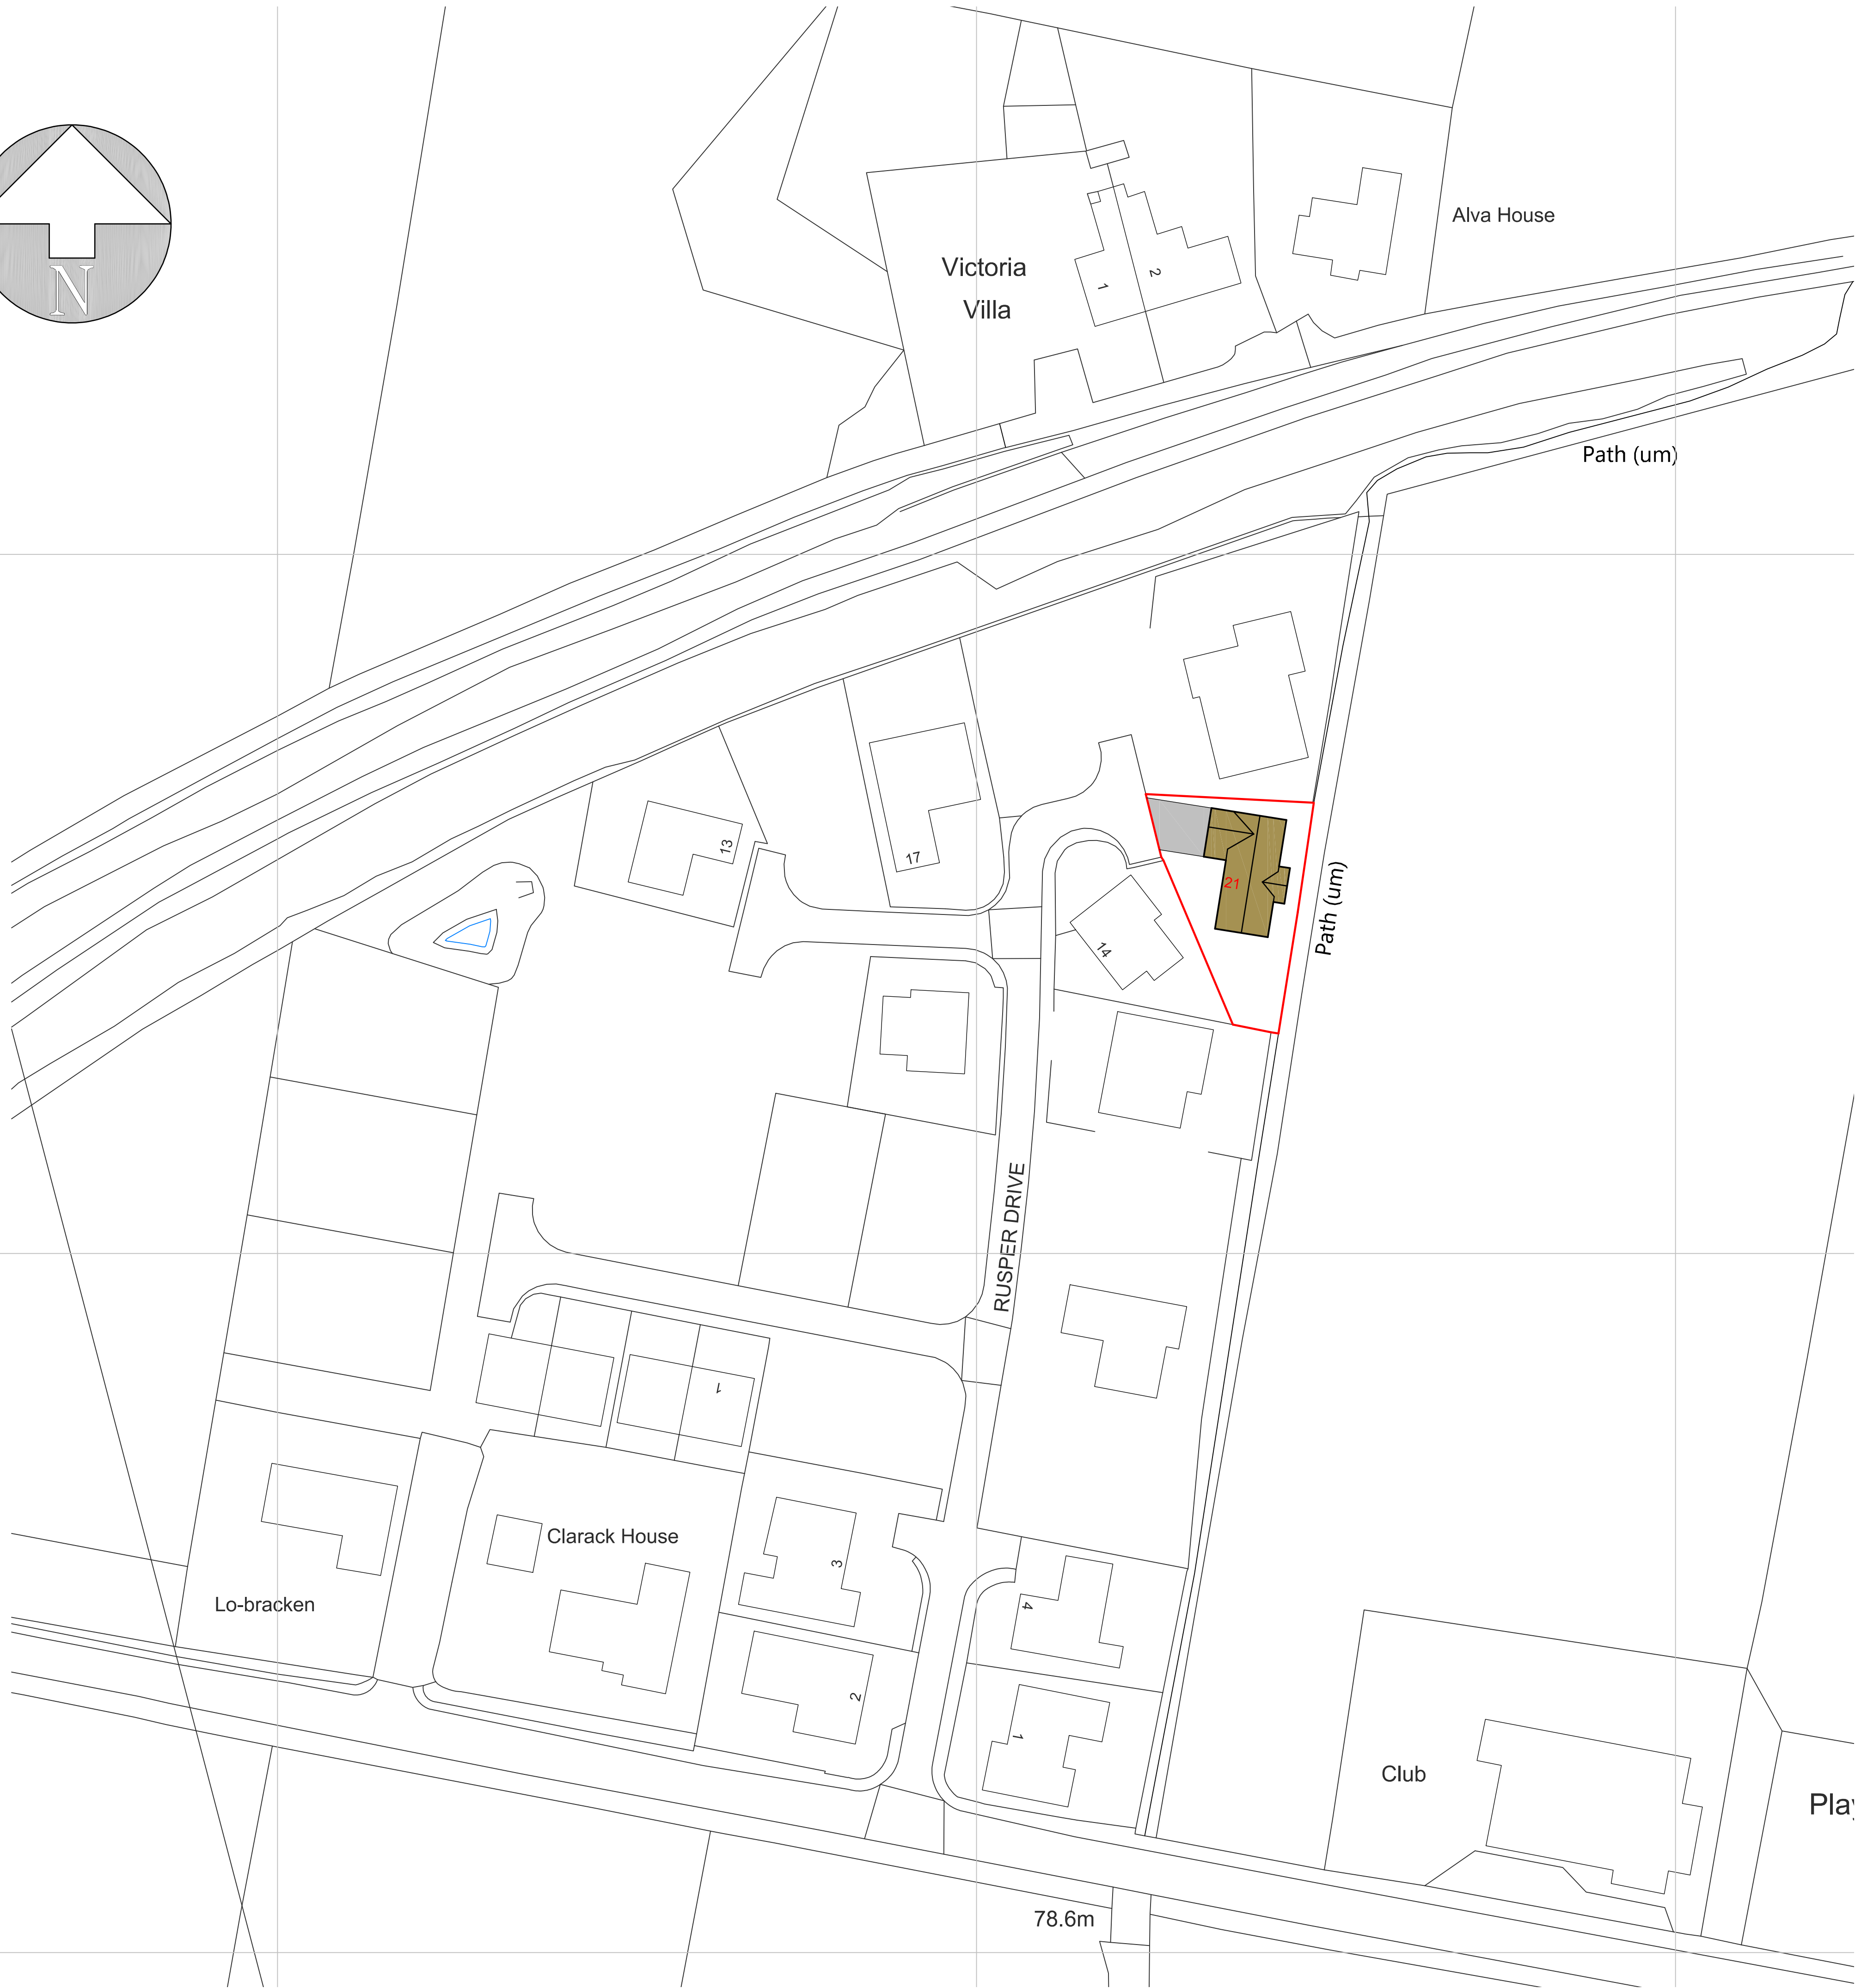 N
Alva House
Victoria
Villa
1
2
Path (um)
13
17
21
Path (um)
14
RUSPER DRIVE
1
Clarack House
3
Lo-bracken
4
2
1
Club
Play
78.6m